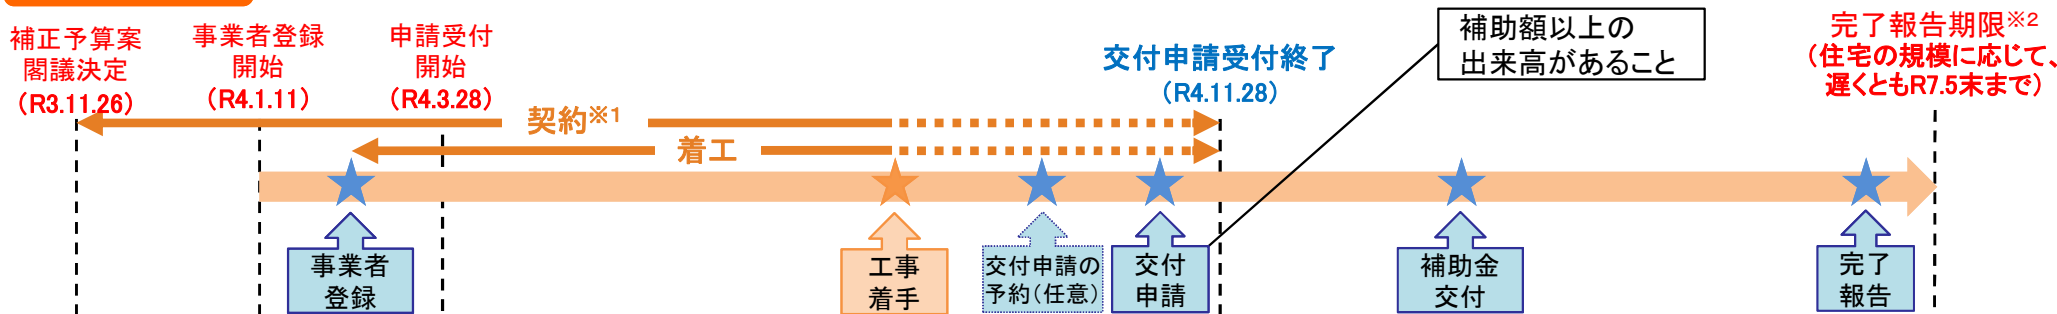 補正予算案
閣議決定
(R3.11.26)
事業者登録
開始
(R4.1.11)
申請受付
開始
(R4.3.28)
交付申請受付終了
(R4.11.28)
補助額以上の
出来高があること
完了報告期限※2
(住宅の規模に応じて、
遅くともR7.5末まで)
契約※1
着工
事業者
登録
工事
着手
交付申請の
予約(任意)
交付
申請
補助金
交付
完了
報告